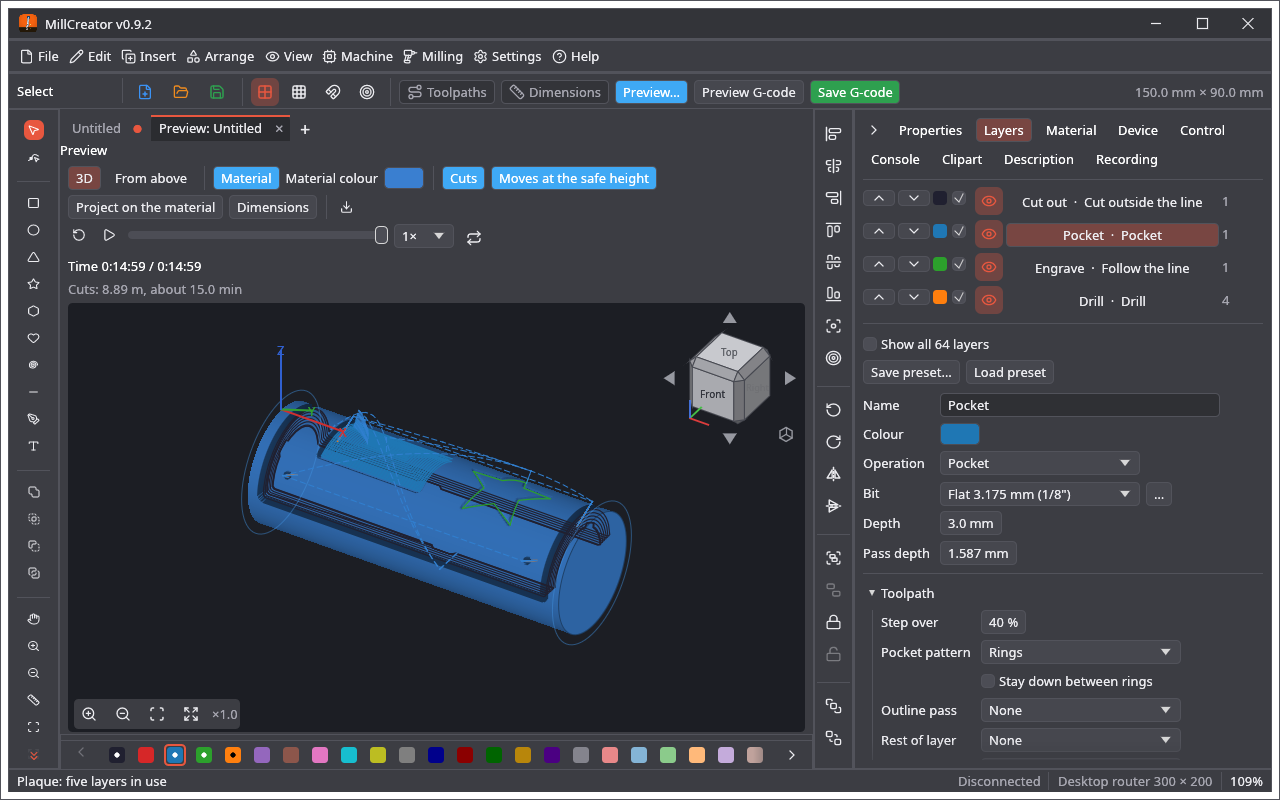 MillCreator v0.9.2
File Edit Insert Arrange View Machine Milling Settings Help
Select Toolpaths Dimensions Preview... Preview G-code Save G-code 150.0 mm × 90.0 mm
Untitled Preview: Untitled
Preview
3D From above Material Material colour Cuts Moves at the safe height
Project on the material Dimensions
1×
Time 0:14:59 / 0:14:59
Cuts: 8.89 m, about 15.0 min
Z
Y
X
Top
Front
×1.0
Properties Layers Material Device Control
Console Clipart Description Recording
Cut out · Cut outside the line 1
Pocket · Pocket 1
Engrave · Follow the line 1
Drill · Drill 4
Show all 64 layers
Save preset... Load preset
Name Pocket
Colour
Operation Pocket
Bit Flat 3.175 mm (1/8") ...
Depth 3.0 mm
Pass depth 1.587 mm
Toolpath
Step over 40 %
Pocket pattern Rings
Stay down between rings
Outline pass None
Rest of layer None
Plaque: five layers in use Disconnected Desktop router 300 × 200 109%